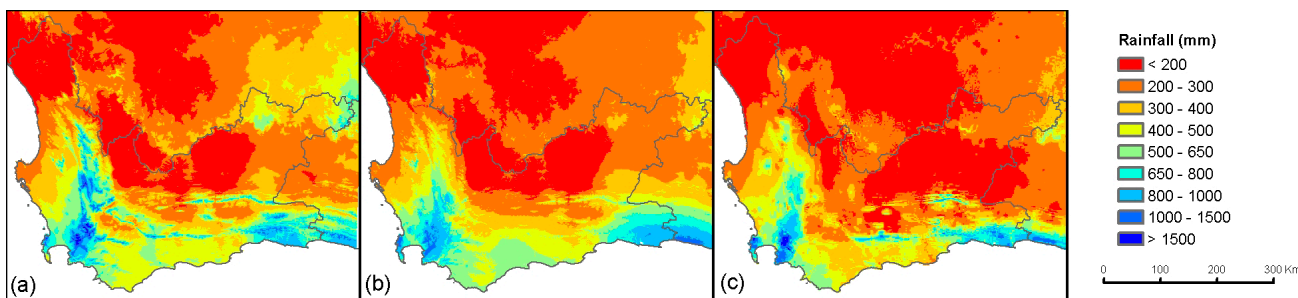 (a)
(b)
(c)
Rainfall (mm)
< 200
200 - 300
300 - 400
400 - 500
500 - 650
650 - 800
800 - 1000
1000 - 1500
> 1500
0 100 200 300 Km